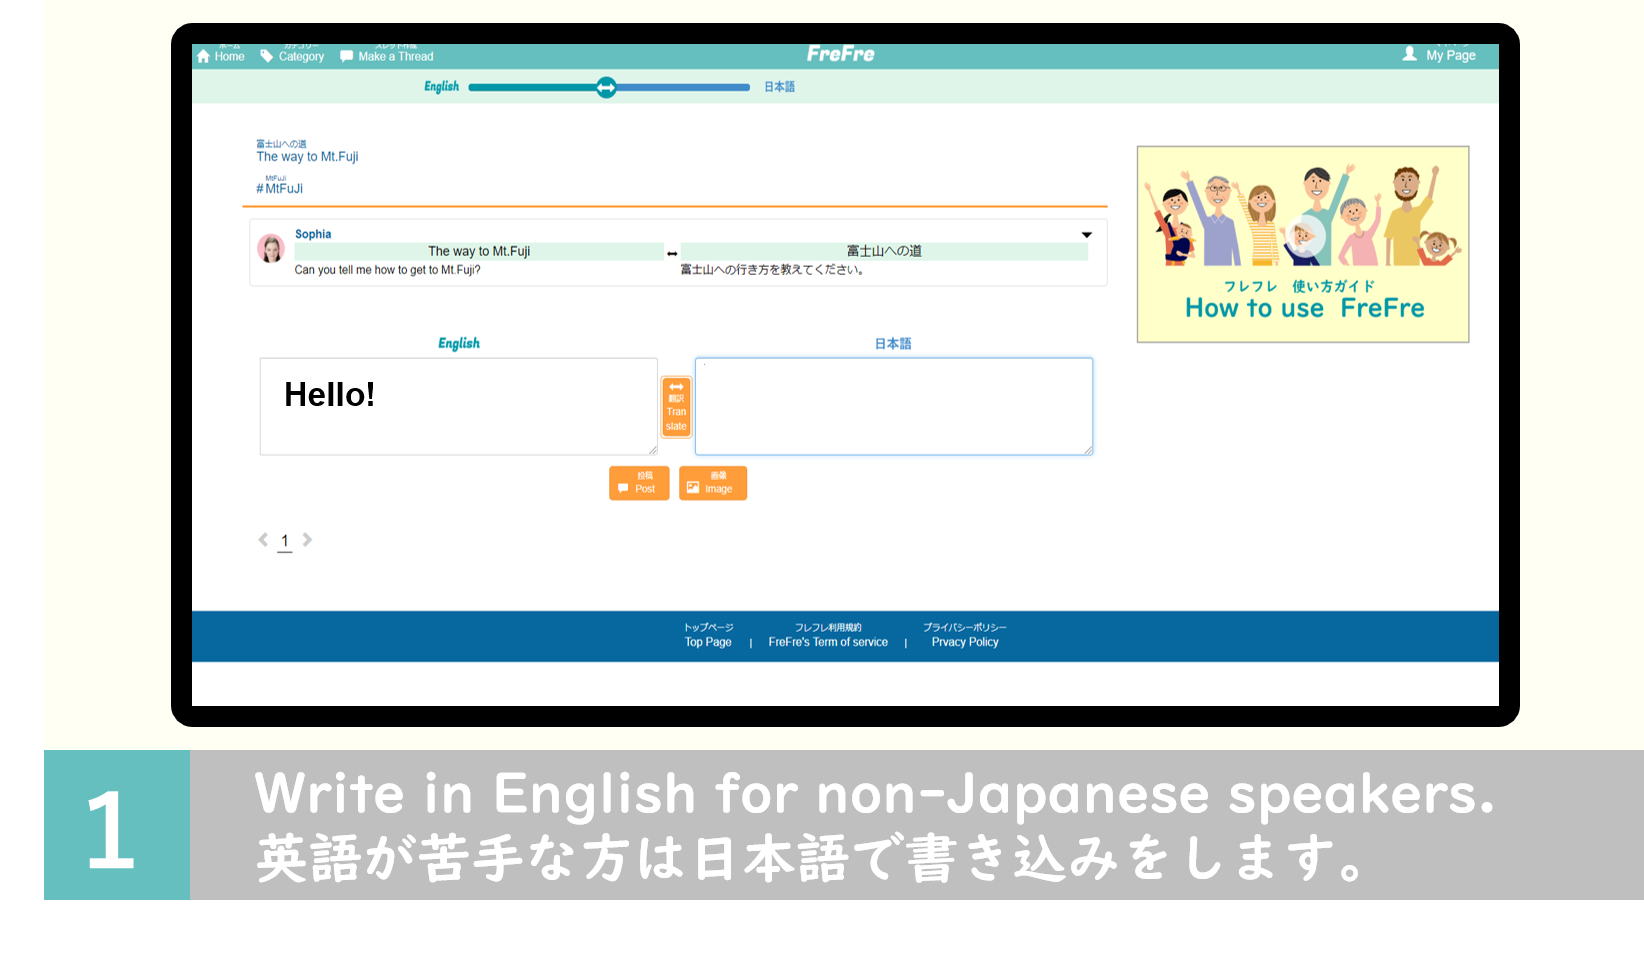 ホーム カテゴリー スレッド作成
Home Category Make a Thread FreFre My Page
English 日本語
富士山への道
The way to Mt.Fuji
MtFuJi
#MtFuJi
Sophia
The way to Mt.Fuji 富士山への道
Can you tell me how to get to Mt.Fuji? 富士山への行き方を教えてください。
フレフレ 使い方ガイド
How to use FreFre
English 日本語
Hello!
翻訳
Tran
slate
投稿 画像
Post Image
1
トップページ フレフレ利用規約 プライバシーポリシー
Top Page | FreFre's Term of service | Prvacy Policy
1
Write in English for non-Japanese speakers.
英語が苦手な方は日本語で書き込みをします。